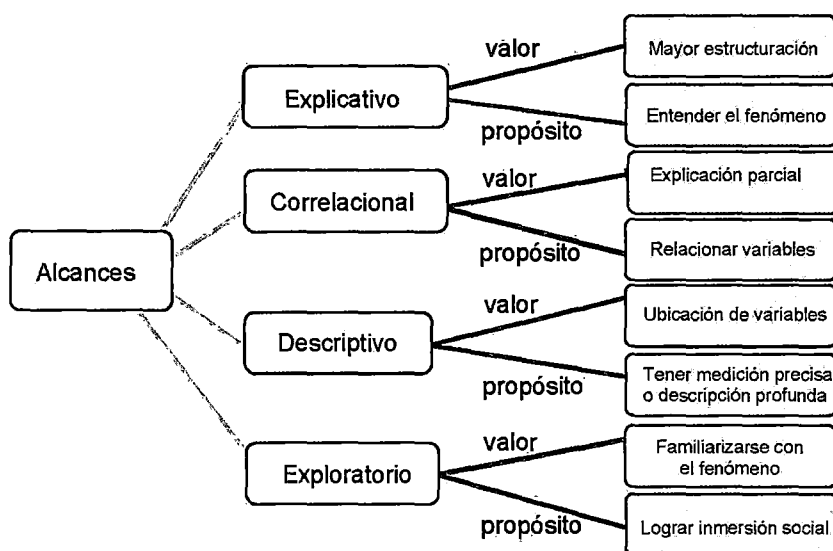 Alcances
Explicativo
valor
Mayor estructuración
propósito
Entender el fenómeno
Correlacional
valor
Explicación parcial
propósito
Relacionar variables
Descriptivo
valor
Ubicación de variables
propósito
Tener medición precisa
o descripción profunda
Exploratorio
valor
Familiarizarse con
el fenómeno
propósito
Lograr inmersión social